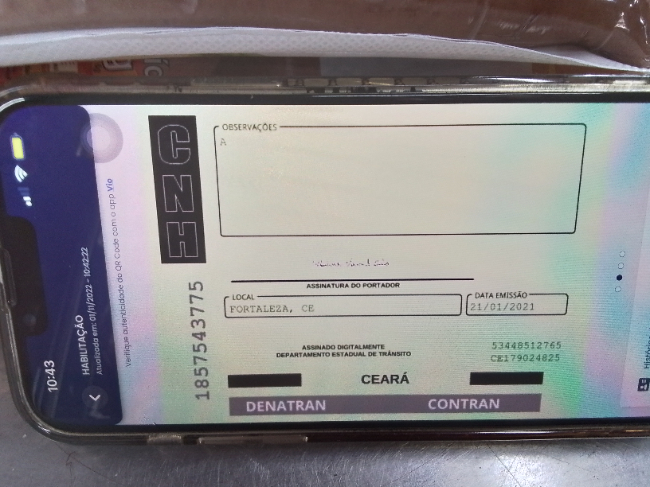 10:43
HABILITAÇÃO
Atualizada em: 01/11/2022 - 10:42:22
Verifique autenticidade do QR Code com o app Vio
CNH
1857543775
OBSERVAÇÕES
A
ASSINATURA DO PORTADOR
LOCAL
FORTALEZA, CE
DATA EMISSÃO
21/01/2021
ASSINADO DIGITALMENTE
DEPARTAMENTO ESTADUAL DE TRÂNSITO
53448512765
CE179024825
CEARÁ
DENATRAN
CONTRAN